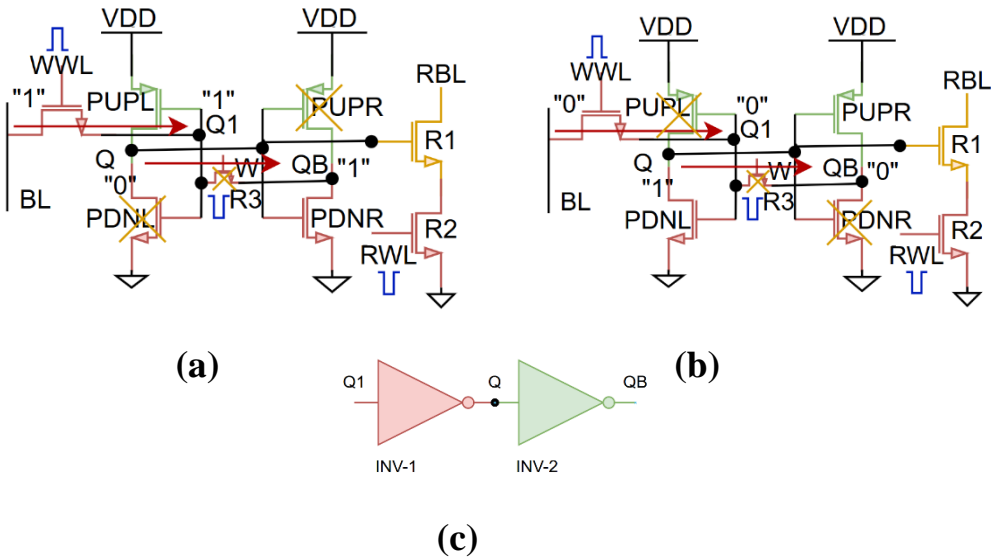 VDD
VDD
WWL
"1"
PUPL
"1"
PUPR
RBL
Q1
R1
Q
W
QB
"1"
"0"
R3
BL
PDNL
PDNR
R2
RWL
(a)
VDD
VDD
WWL
"0"
PUPL
"0"
PUPR
RBL
Q1
R1
Q
W
QB
"0"
"1"
R3
BL
PDNL
PDNR
R2
RWL
(b)
Q1
Q
QB
INV-1
INV-2
(c)